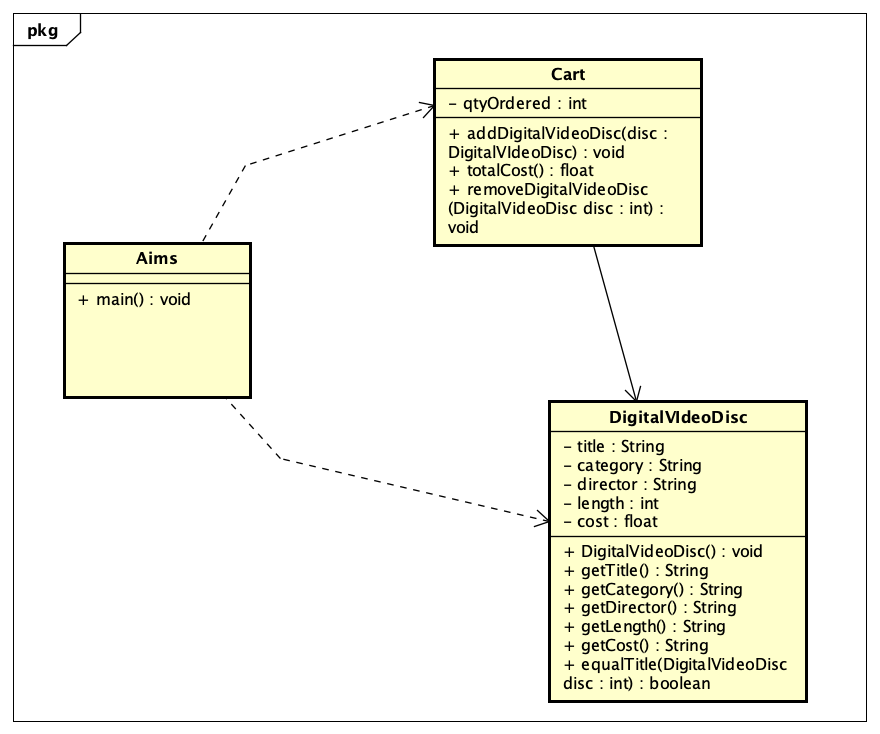 pkg
Cart
- qtyOrdered : int
+ addDigitalVideoDisc(disc :
DigitalVIdeoDisc) : void
+ totalCost() : float
+ removeDigitalVideoDisc
(DigitalVideoDisc disc : int) :
void
Aims
+ main() : void
DigitalVIdeoDisc
- title : String
- category : String
- director : String
- length : int
- cost : float
+ DigitalVideoDisc() : void
+ getTitle() : String
+ getCategory() : String
+ getDirector() : String
+ getLength() : String
+ getCost() : String
+ equalTitle(DigitalVideoDisc
disc : int) : boolean